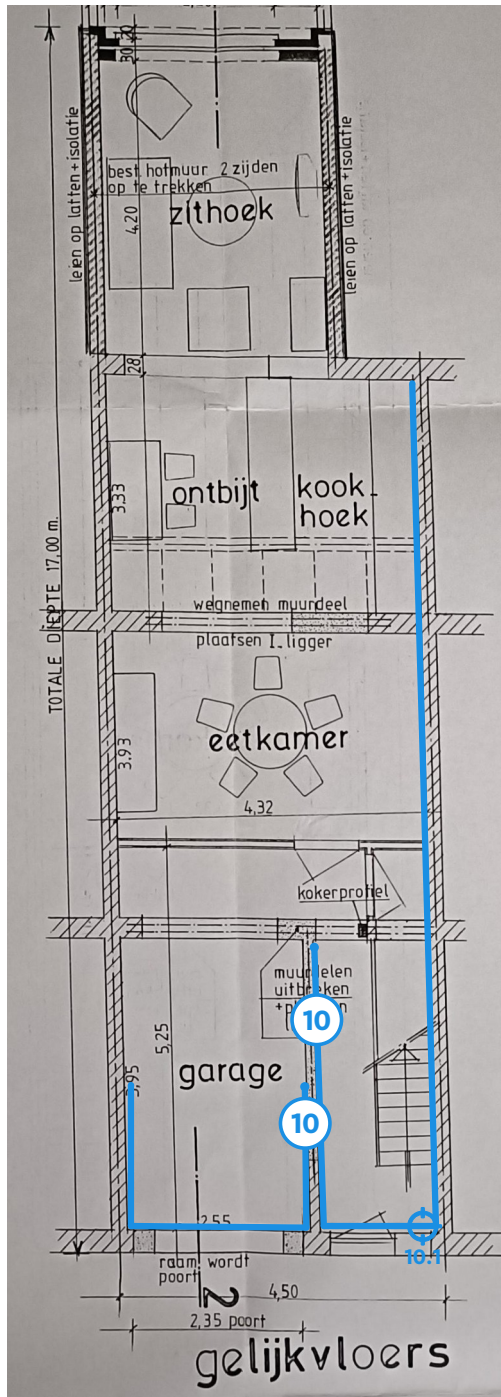 30,20
leien op latten+isolatie
best hofmuur 2 zijden
op te trekken
zithoek
4.20
leien op latten+isolatie
28
ontbijt
kook-
hoek
3.33
wegnemen muurdeel
plaatsen I-ligger
TOTALE DIEPTE 17,00 m.
eetkamer
3.93
4,32
kokerprofiel
muurdelen
uitbreken
10
5.25
garage
3,95
10
2.55
10.1
raam wordt
poort
2
4,50
2,35 poort
gelijkvloers